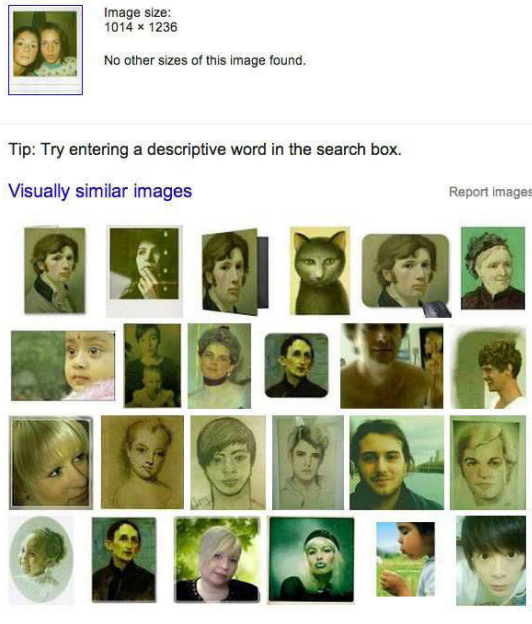 Image size:
1014 × 1236
No other sizes of this image found.
Tip: Try entering a descriptive word in the search box.
Visually similar images
Report images